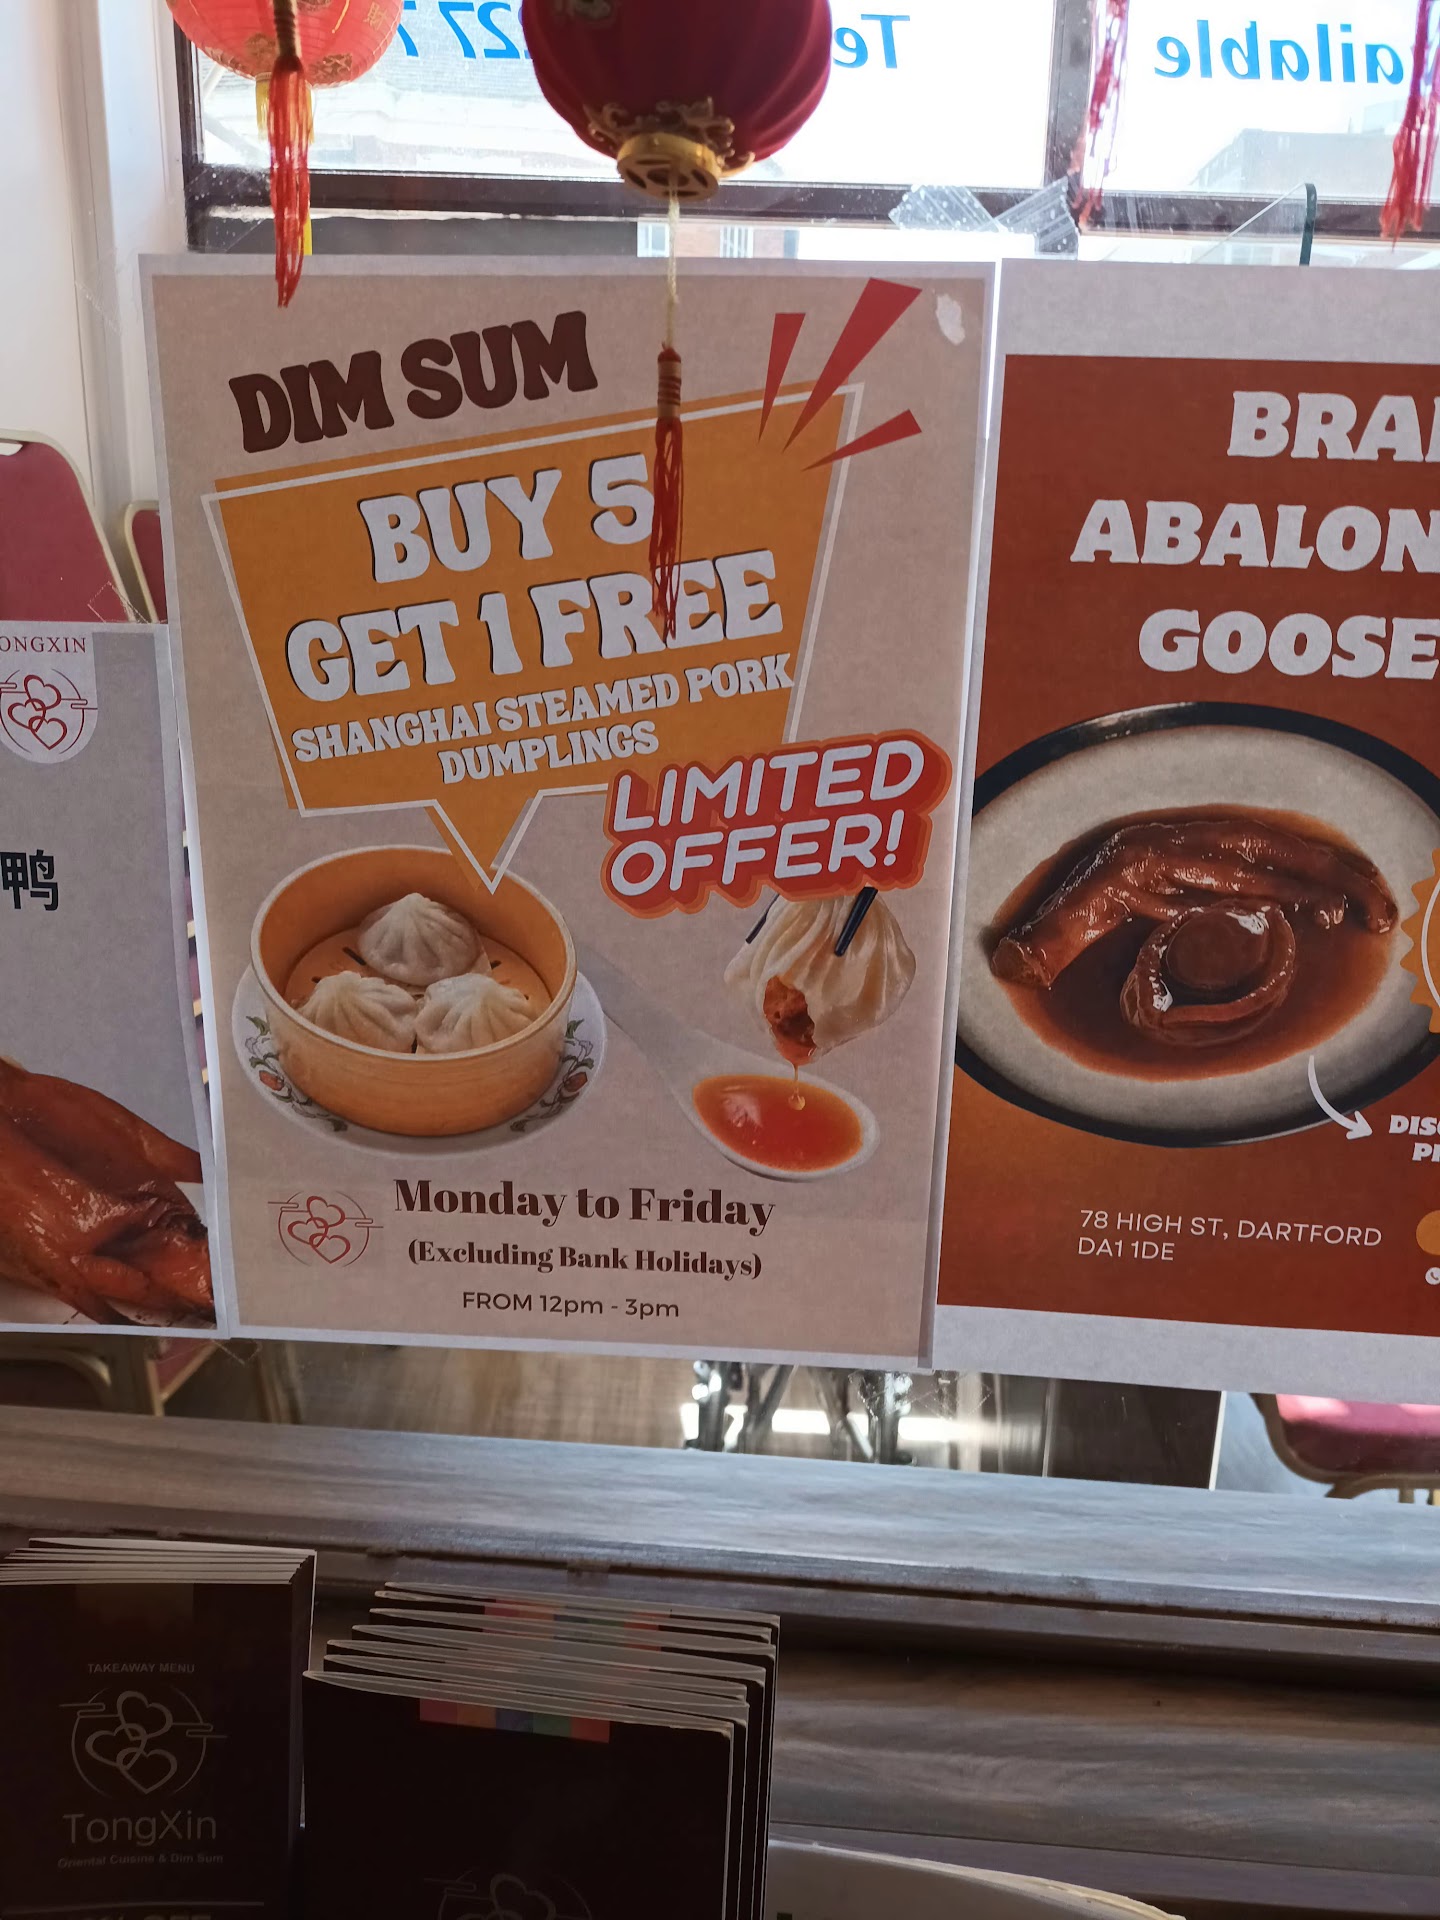 DIM SUM
BUY 5
GET 1 FREE
SHANGHAI STEAMED PORK
DUMPLINGS
LIMITED
OFFER!
Monday to Friday
(Excluding Bank Holidays)
FROM 12pm - 3pm
鸭
ABALON
GOOSE
78 HIGH ST, DARTFORD
DA1 1DE
TAKEAWAY MENU
TongXin
Oriental Cuisine & Dim Sum